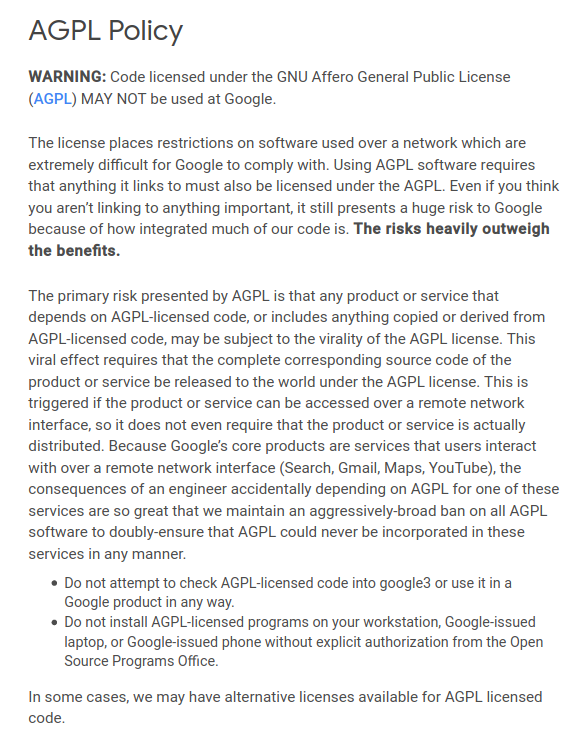 AGPL Policy
WARNING: Code licensed under the GNU Affero General Public License
(AGPL) MAY NOT be used at Google.
The license places restrictions on software used over a network which are
extremely difficult for Google to comply with. Using AGPL software requires
that anything it links to must also be licensed under the AGPL. Even if you think
you aren’t linking to anything important, it still presents a huge risk to Google
because of how integrated much of our code is. The risks heavily outweigh
the benefits.
The primary risk presented by AGPL is that any product or service that
depends on AGPL-licensed code, or includes anything copied or derived from
AGPL-licensed code, may be subject to the virality of the AGPL license. This
viral effect requires that the complete corresponding source code of the
product or service be released to the world under the AGPL license. This is
triggered if the product or service can be accessed over a remote network
interface, so it does not even require that the product or service is actually
distributed. Because Google’s core products are services that users interact
with over a remote network interface (Search, Gmail, Maps, YouTube), the
consequences of an engineer accidentally depending on AGPL for one of these
services are so great that we maintain an aggressively-broad ban on all AGPL
software to doubly-ensure that AGPL could never be incorporated in these
services in any manner.
• Do not attempt to check AGPL-licensed code into google3 or use it in a
Google product in any way.
• Do not install AGPL-licensed programs on your workstation, Google-issued
laptop, or Google-issued phone without explicit authorization from the Open
Source Programs Office.
In some cases, we may have alternative licenses available for AGPL licensed
code.